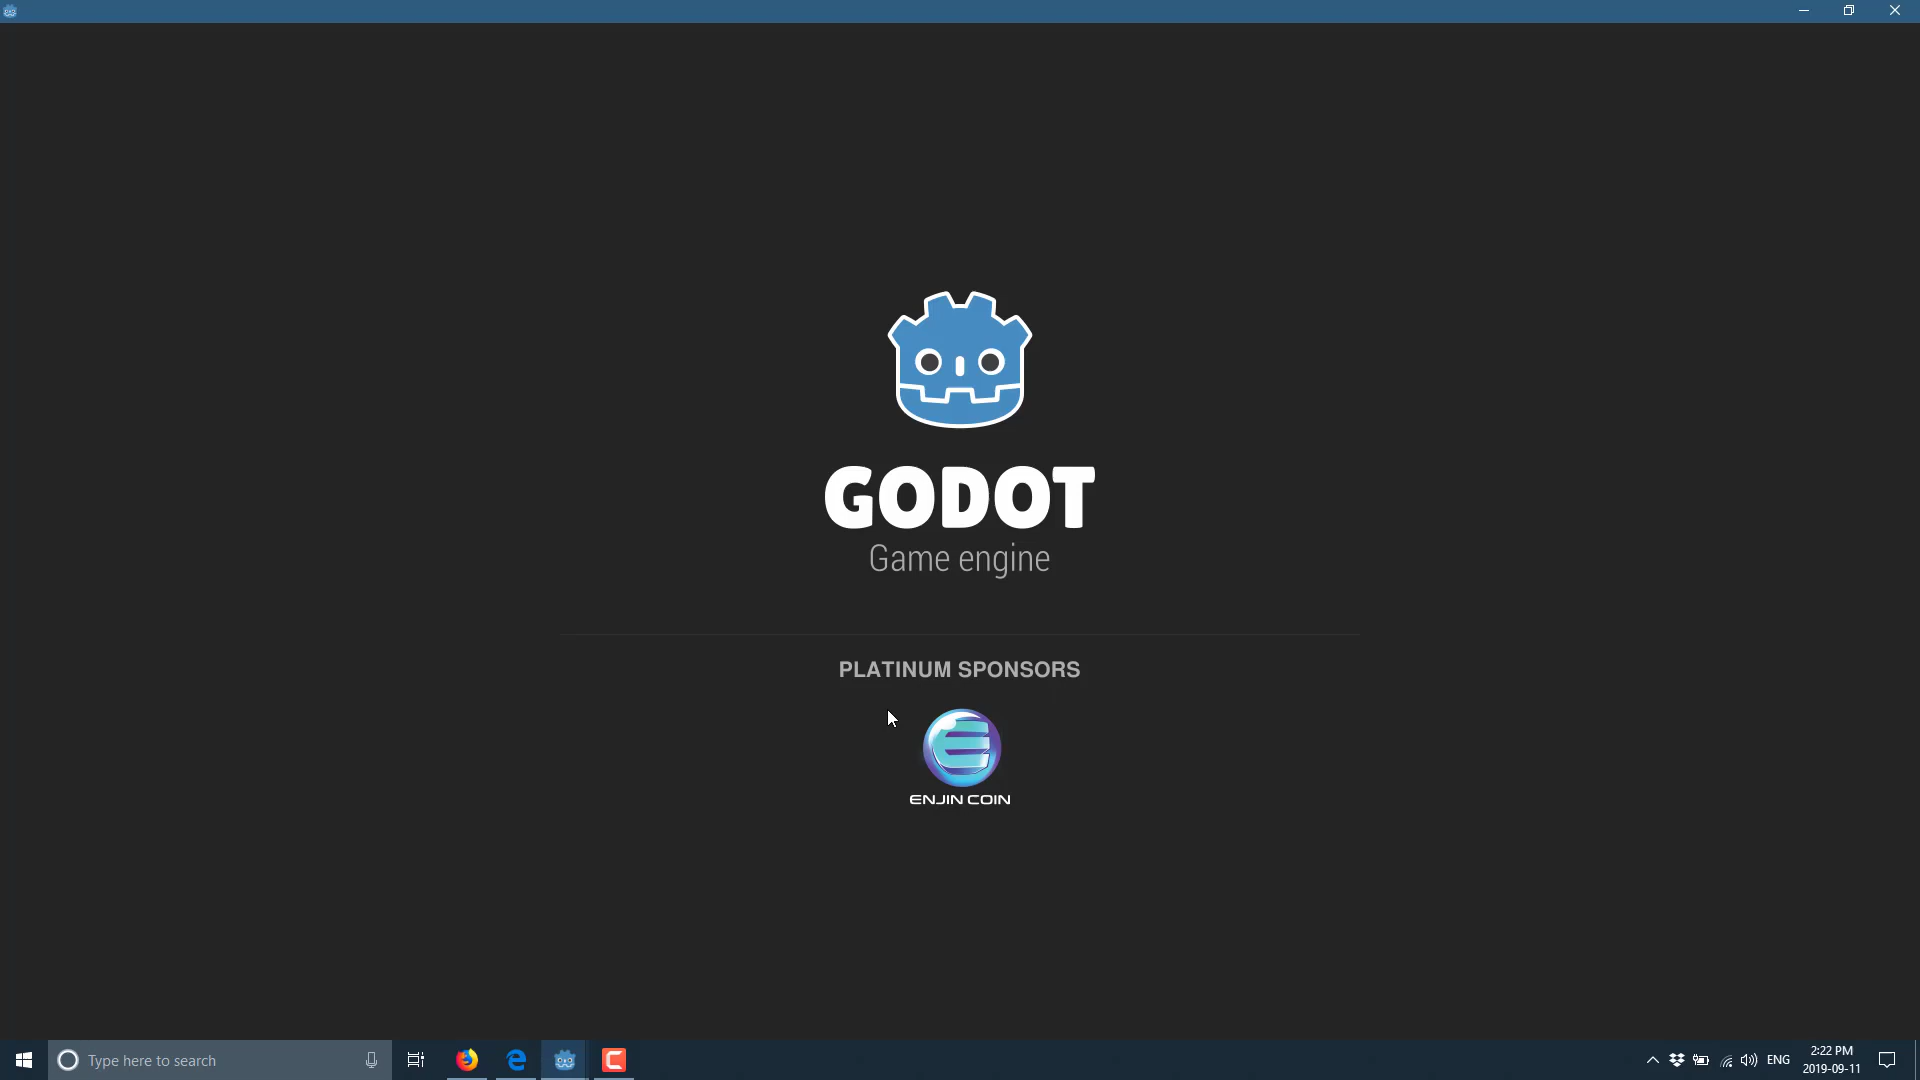 GODOT
Game engine
PLATINUM SPONSORS
ENJIN COIN
Type here to search
ENG
2:22 PM
2019-09-11